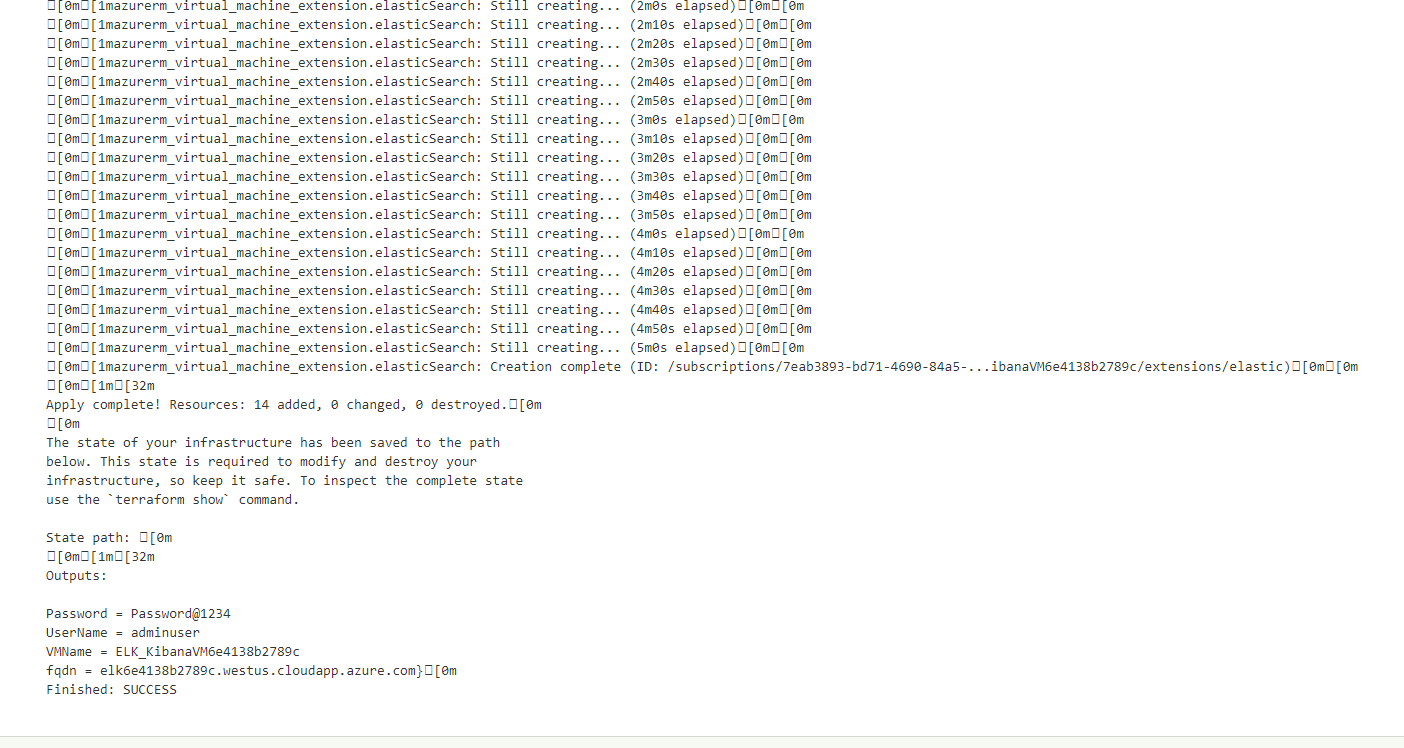 □[0m□[1mazurerm_virtual_machine_extension.elasticSearch: Still creating... (2m0s elapsed)□[0m□[0m
□[0m□[1mazurerm_virtual_machine_extension.elasticSearch: Still creating... (2m10s elapsed)□[0m□[0m
□[0m□[1mazurerm_virtual_machine_extension.elasticSearch: Still creating... (2m20s elapsed)□[0m□[0m
□[0m□[1mazurerm_virtual_machine_extension.elasticSearch: Still creating... (2m30s elapsed)□[0m□[0m
□[0m□[1mazurerm_virtual_machine_extension.elasticSearch: Still creating... (2m40s elapsed)□[0m□[0m
□[0m□[1mazurerm_virtual_machine_extension.elasticSearch: Still creating... (2m50s elapsed)□[0m□[0m
□[0m□[1mazurerm_virtual_machine_extension.elasticSearch: Still creating... (3m0s elapsed)□[0m□[0m
□[0m□[1mazurerm_virtual_machine_extension.elasticSearch: Still creating... (3m10s elapsed)□[0m□[0m
□[0m□[1mazurerm_virtual_machine_extension.elasticSearch: Still creating... (3m20s elapsed)□[0m□[0m
□[0m□[1mazurerm_virtual_machine_extension.elasticSearch: Still creating... (3m30s elapsed)□[0m□[0m
□[0m□[1mazurerm_virtual_machine_extension.elasticSearch: Still creating... (3m40s elapsed)□[0m□[0m
□[0m□[1mazurerm_virtual_machine_extension.elasticSearch: Still creating... (3m50s elapsed)□[0m□[0m
□[0m□[1mazurerm_virtual_machine_extension.elasticSearch: Still creating... (4m0s elapsed)□[0m□[0m
□[0m□[1mazurerm_virtual_machine_extension.elasticSearch: Still creating... (4m10s elapsed)□[0m□[0m
□[0m□[1mazurerm_virtual_machine_extension.elasticSearch: Still creating... (4m20s elapsed)□[0m□[0m
□[0m□[1mazurerm_virtual_machine_extension.elasticSearch: Still creating... (4m30s elapsed)□[0m□[0m
□[0m□[1mazurerm_virtual_machine_extension.elasticSearch: Still creating... (4m40s elapsed)□[0m□[0m
□[0m□[1mazurerm_virtual_machine_extension.elasticSearch: Still creating... (4m50s elapsed)□[0m□[0m
□[0m□[1mazurerm_virtual_machine_extension.elasticSearch: Still creating... (5m0s elapsed)□[0m□[0m
□[0m□[1mazurerm_virtual_machine_extension.elasticSearch: Creation complete (ID: /subscriptions/7eab3893-bd71-4690-84a5-...ibanaVM6e4138b2789c/extensions/elastic)□[0m□[0m
□[0m□[1m□[32m
Apply complete! Resources: 14 added, 0 changed, 0 destroyed.□[0m
□[0m
The state of your infrastructure has been saved to the path
below. This state is required to modify and destroy your
infrastructure, so keep it safe. To inspect the complete state
use the `terraform show` command.
State path: □[0m
□[0m□[1m□[32m
Outputs:
Password = Password@1234
UserName = adminuser
VMName = ELK_KibanaVM6e4138b2789c
fqdn = elk6e4138b2789c.westus.cloudapp.azure.com}□[0m
Finished: SUCCESS